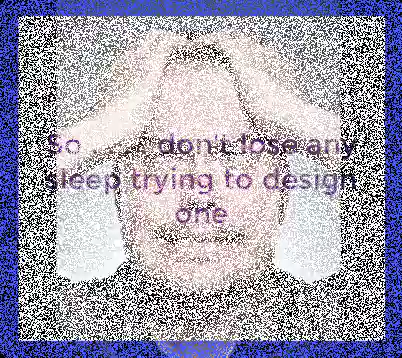 So don't lose any
sleep trying to design
one